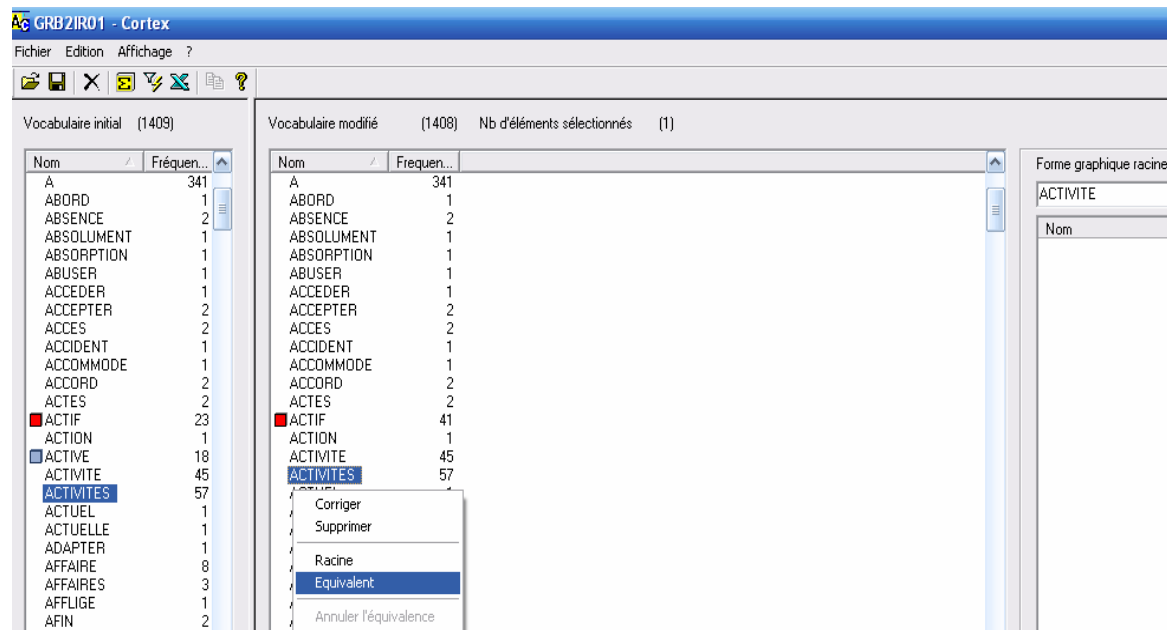 Ac GRB2IR01 - Cortex
Fichier Edition Affichage ?
Vocabulaire initial (1409) Vocabulaire modifié (1408) Nb d'éléments sélectionnés (1)
Nom Fréquen... Nom Frequen... Forme graphique racine
A 341 A 341 ACTIVITE
ABORD 1 ABORD 1
ABSENCE 2 ABSENCE 2 Nom
ABSOLUMENT 1 ABSOLUMENT 1
ABSORPTION 1 ABSORPTION 1
ABUSER 1 ABUSER 1
ACCEDER 1 ACCEDER 1
ACCEPTER 2 ACCEPTER 2
ACCES 2 ACCES 2
ACCIDENT 1 ACCIDENT 1
ACCOMMODE 1 ACCOMMODE 1
ACCORD 2 ACCORD 2
ACTES 2 ACTES 2
ACTIF 23 ACTIF 41
ACTION 1 ACTION 1
ACTIVE 18 ACTIVITE 45
ACTIVITE 45 ACTIVITES 57
ACTIVITES 57
ACTUEL 1 Corriger
ACTUELLE 1 Supprimer
ADAPTER 1
AFFAIRE 8 Racine
AFFAIRES 3 Equivalent
AFFLIGE 1
AFIN 2 Annuler l'équivalence